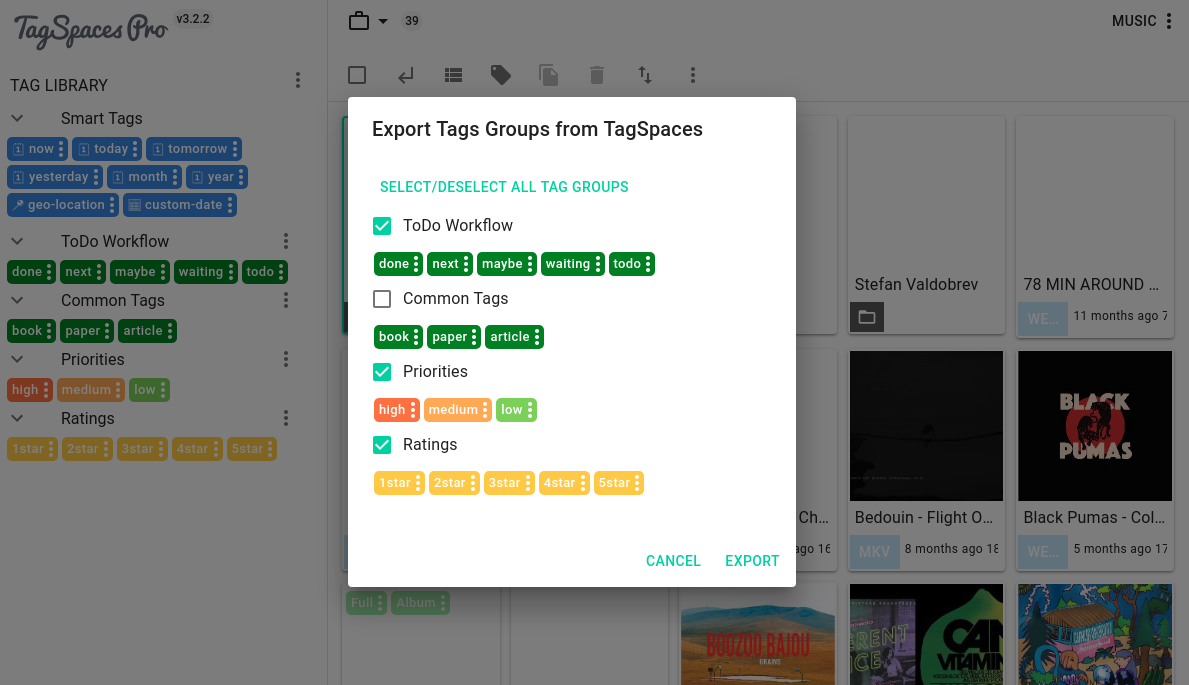 TagSpaces Pro v3.2.2
39
MUSIC
TAG LIBRARY
Smart Tags
now today tomorrow
yesterday month year
geo-location custom-date
ToDo Workflow
done next maybe waiting todo
Common Tags
book paper article
Priorities
high medium low
Ratings
1star 2star 3star 4star 5star
Export Tags Groups from TagSpaces
SELECT/DESELECT ALL TAG GROUPS
ToDo Workflow
done next maybe waiting todo
Common Tags
book paper article
Priorities
high medium low
Ratings
1star 2star 3star 4star 5star
CANCEL EXPORT
Stefan Valdobrev
78 MIN AROUND ...
WE... 11 months ago 7
BLACK
PUMAS
Ch...
ago 16
Bedouin - Flight O...
MKV 8 months ago 18
Black Pumas - Col...
WE... 5 months ago 17
Full Album
BOOZOO BAJOU
GRAINS
CAN
VITAMIN